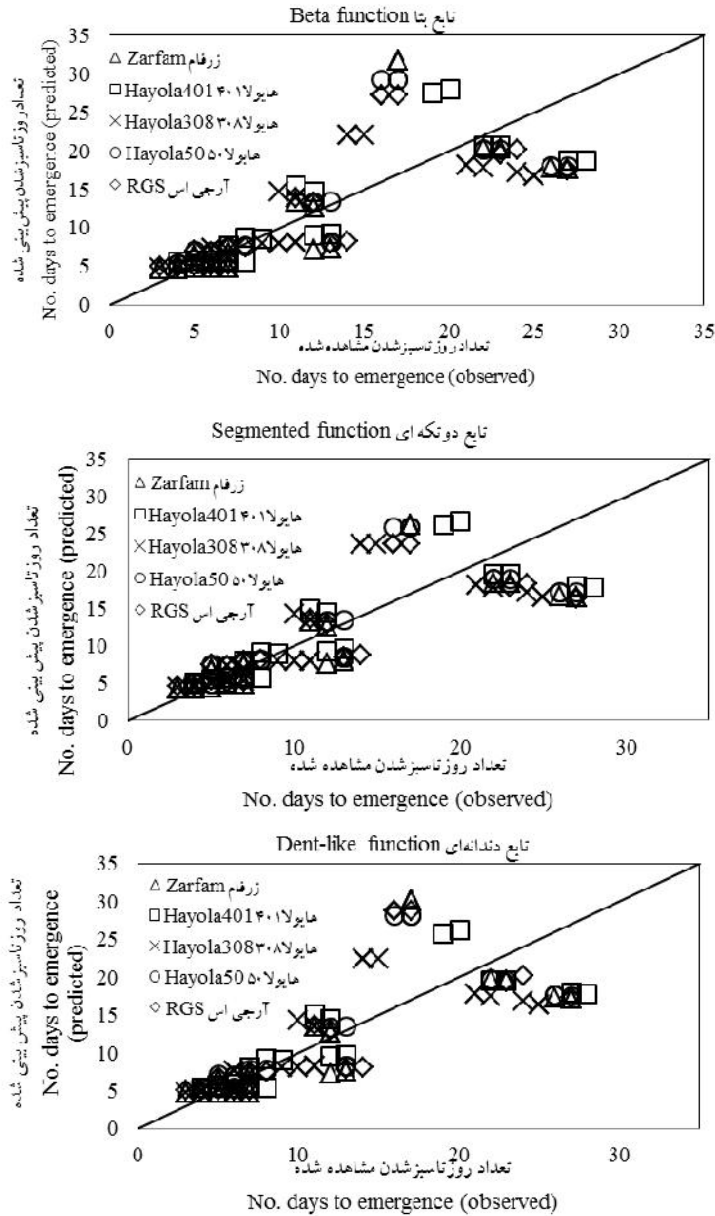 Beta function تابع بتا
تعداد روز تا سبز شدن پیش بینی شده
No. days to emergence (predicted)
35
30
25
20
15
10
5
0
Zarfam زرفام
Hayola401 هایولا۴۰۱
Hayola308 هایولا۳۰۸
Hayola50 هایولا۵۰
RGS آرجی اس
0 5 10 15 20 25 30 35
تعداد روز تا سبز شدن مشاهده شده
No. days to emergence (observed)
Segmented function تابع دو تکه ای
تعداد روز تا سبز شدن پیش بینی شده
No. days to emergence (predicted)
35
30
25
20
15
10
5
0
Zarfam زرفام
Hayola401 هایولا۴۰۱
Hayola308 هایولا۳۰۸
Hayola50 هایولا۵۰
RGS آرجی اس
0 10 20 30
تعداد روز تا سبز شدن مشاهده شده
No. days to emergence (observed)
Dent-like function تابع دندانه‌ای
تعداد روز تا سبز شدن پیش بینی شده
No. days to emergence
(predicted)
35
30
25
20
15
10
5
0
Zarfam زرفام
Hayola401 هایولا۴۰۱
Hayola308 هایولا۳۰۸
Hayola50 هایولا۵۰
RGS آرجی اس
0 10 20 30
تعداد روز تا سبز شدن مشاهده شده
No. days to emergence (observed)